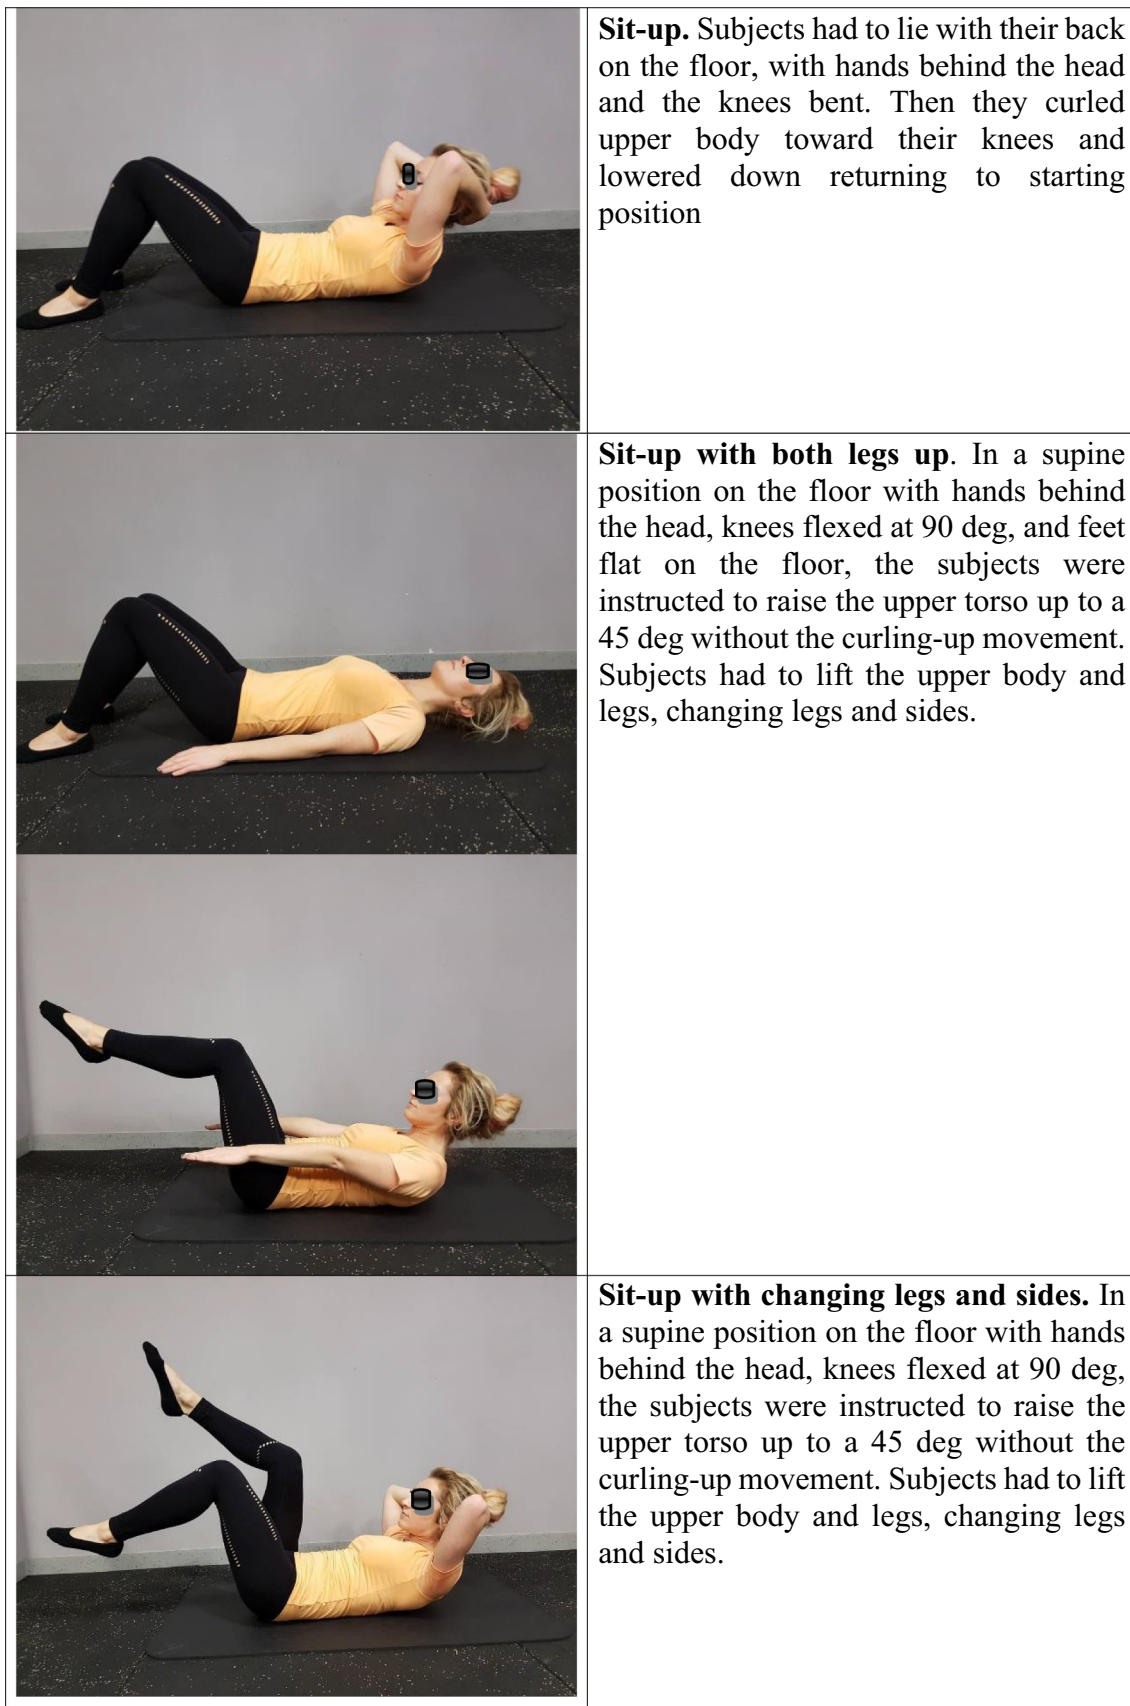 Sit-up. Subjects had to lie with their back
on the floor, with hands behind the head
and the knees bent. Then they curled
upper body toward their knees and
lowered down returning to starting
position
Sit-up with both legs up. In a supine
position on the floor with hands behind
the head, knees flexed at 90 deg, and feet
flat on the floor, the subjects were
instructed to raise the upper torso up to a
45 deg without the curling-up movement.
Subjects had to lift the upper body and
legs, changing legs and sides.
Sit-up with changing legs and sides. In
a supine position on the floor with hands
behind the head, knees flexed at 90 deg,
the subjects were instructed to raise the
upper torso up to a 45 deg without the
curling-up movement. Subjects had to lift
the upper body and legs, changing legs
and sides.